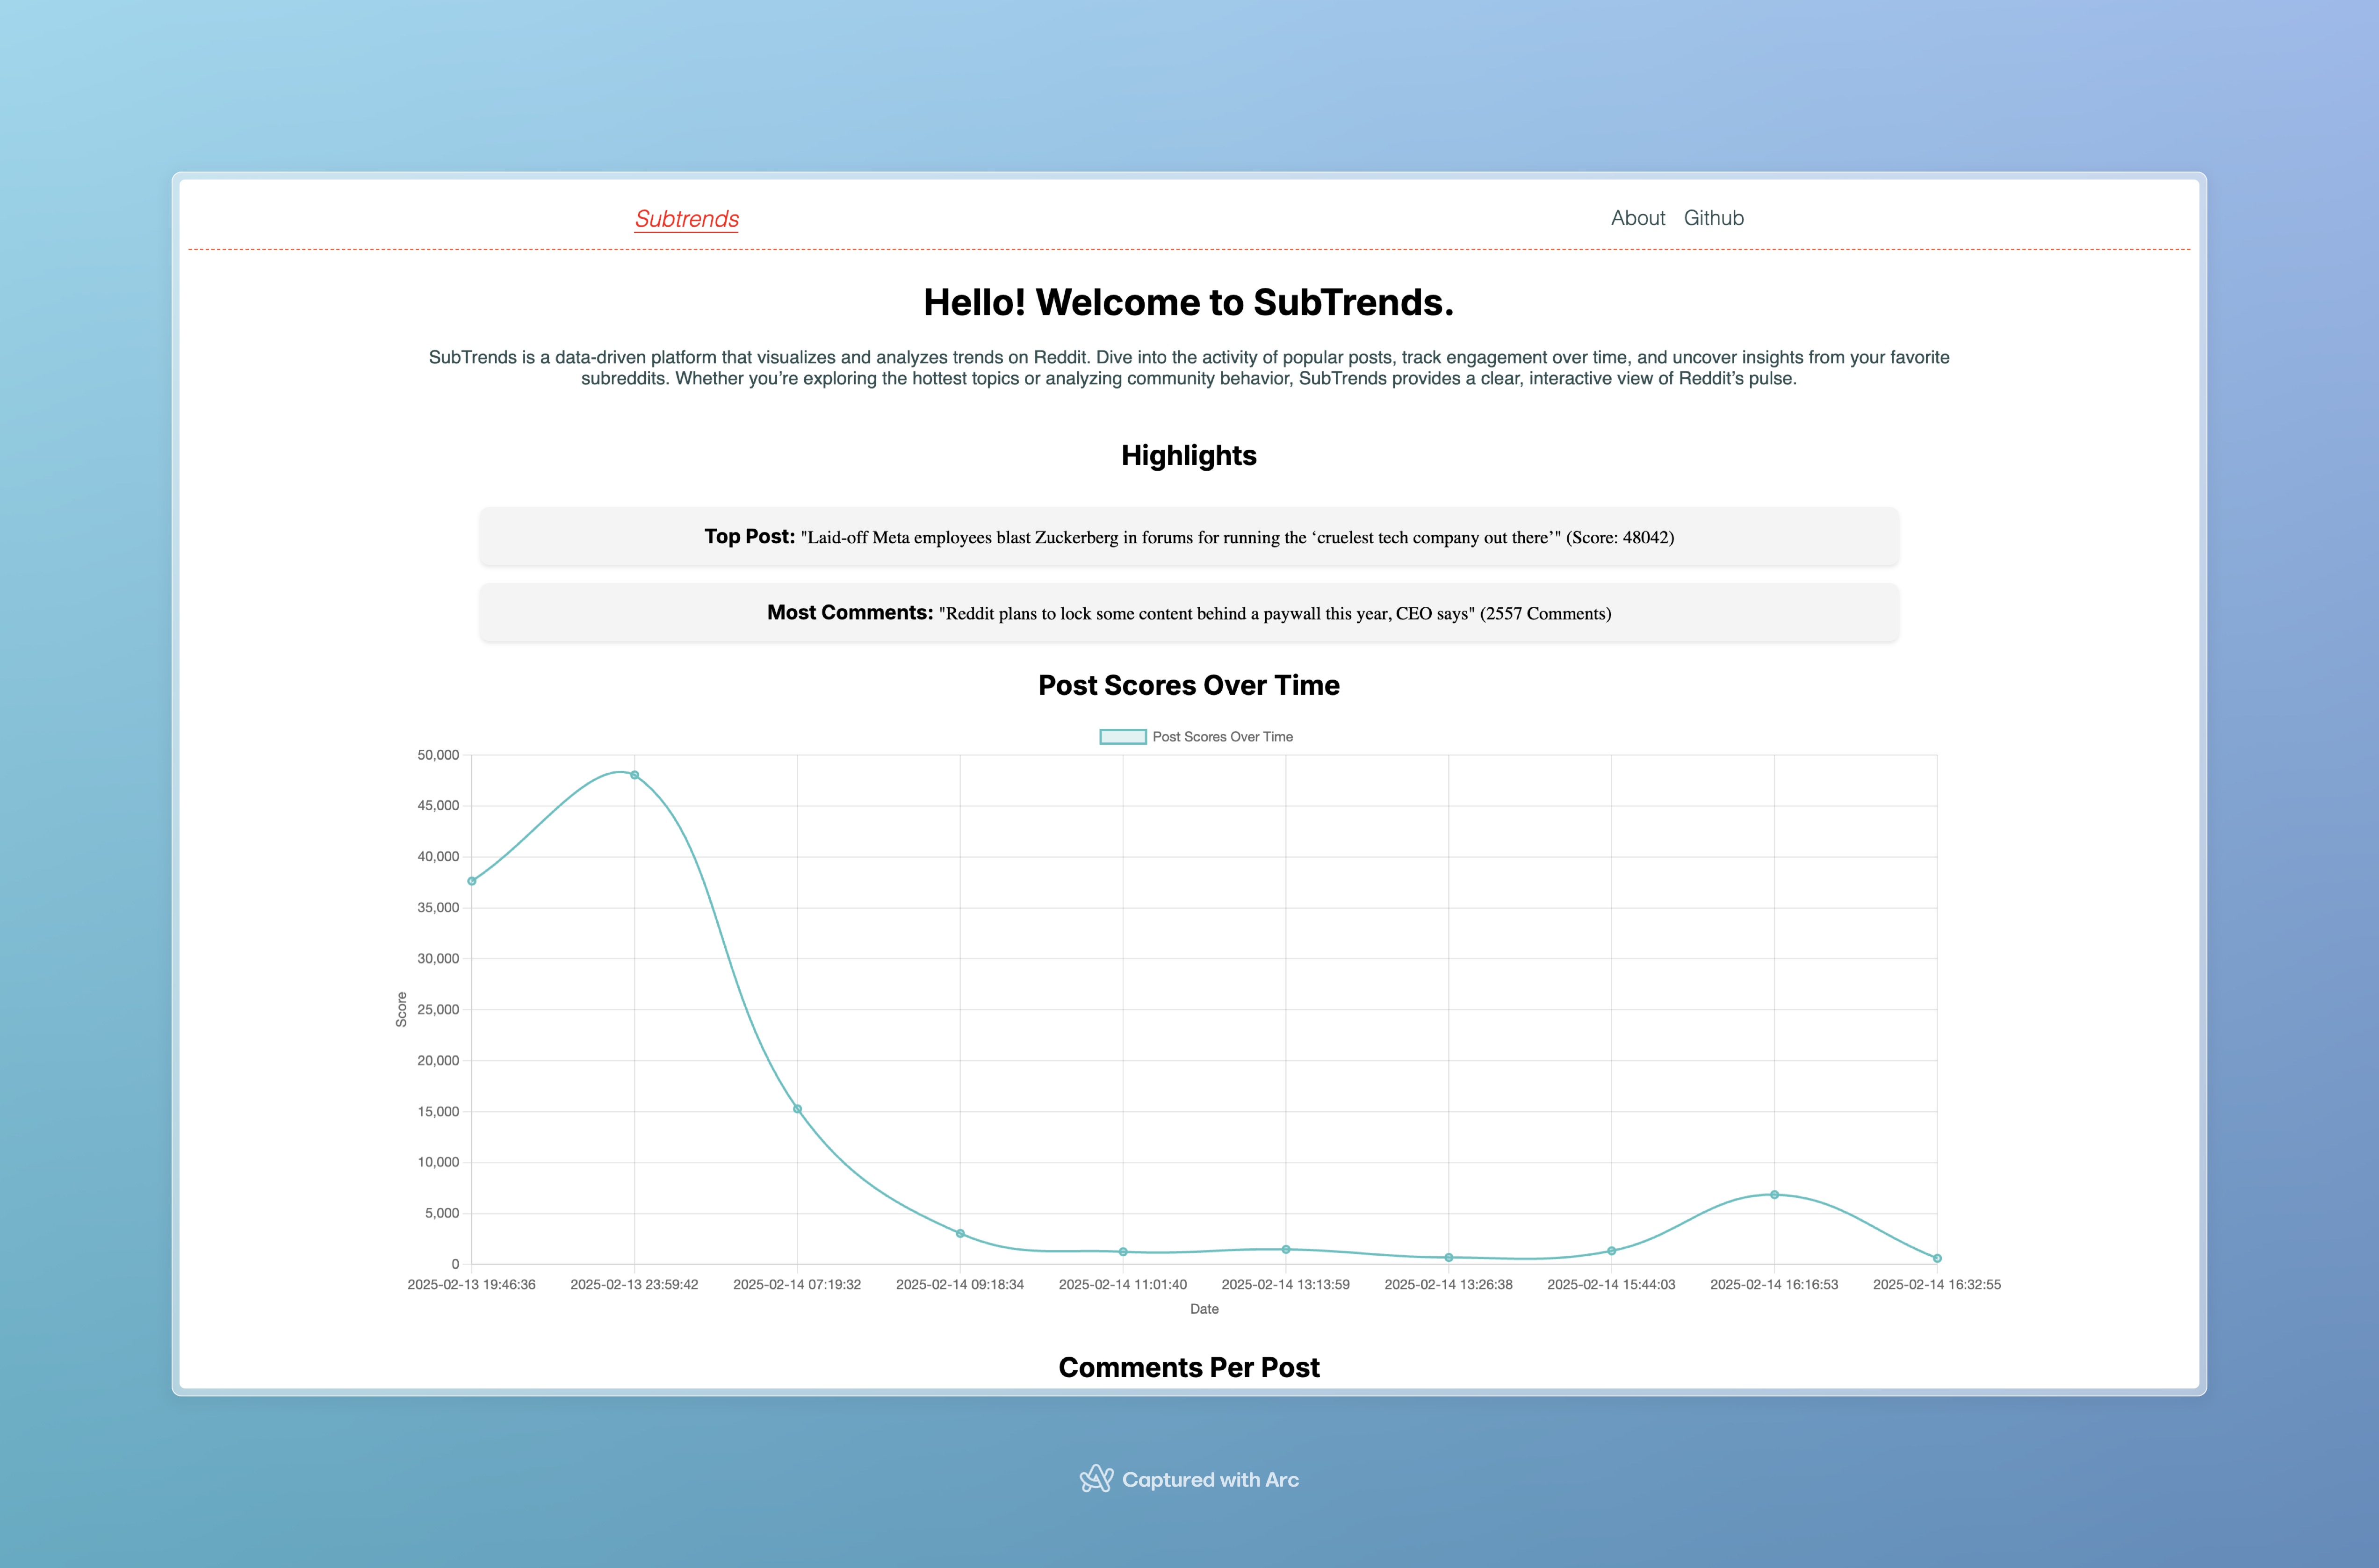 Subtrends
About Github
Hello! Welcome to SubTrends.
SubTrends is a data-driven platform that visualizes and analyzes trends on Reddit. Dive into the activity of popular posts, track engagement over time, and uncover insights from your favorite
subreddits. Whether you’re exploring the hottest topics or analyzing community behavior, SubTrends provides a clear, interactive view of Reddit’s pulse.
Highlights
Top Post: "Laid-off Meta employees blast Zuckerberg in forums for running the ‘cruelest tech company out there’" (Score: 48042)
Most Comments: "Reddit plans to lock some content behind a paywall this year, CEO says" (2557 Comments)
Post Scores Over Time
Post Scores Over Time
50,000
45,000
40,000
35,000
30,000
25,000
20,000
15,000
10,000
5,000
0
Score
2025-02-13 19:46:36 2025-02-13 23:59:42 2025-02-14 07:19:32 2025-02-14 09:18:34 2025-02-14 11:01:40 2025-02-14 13:13:59 2025-02-14 13:26:38 2025-02-14 15:44:03 2025-02-14 16:16:53 2025-02-14 16:32:55
Date
Comments Per Post
Captured with Arc